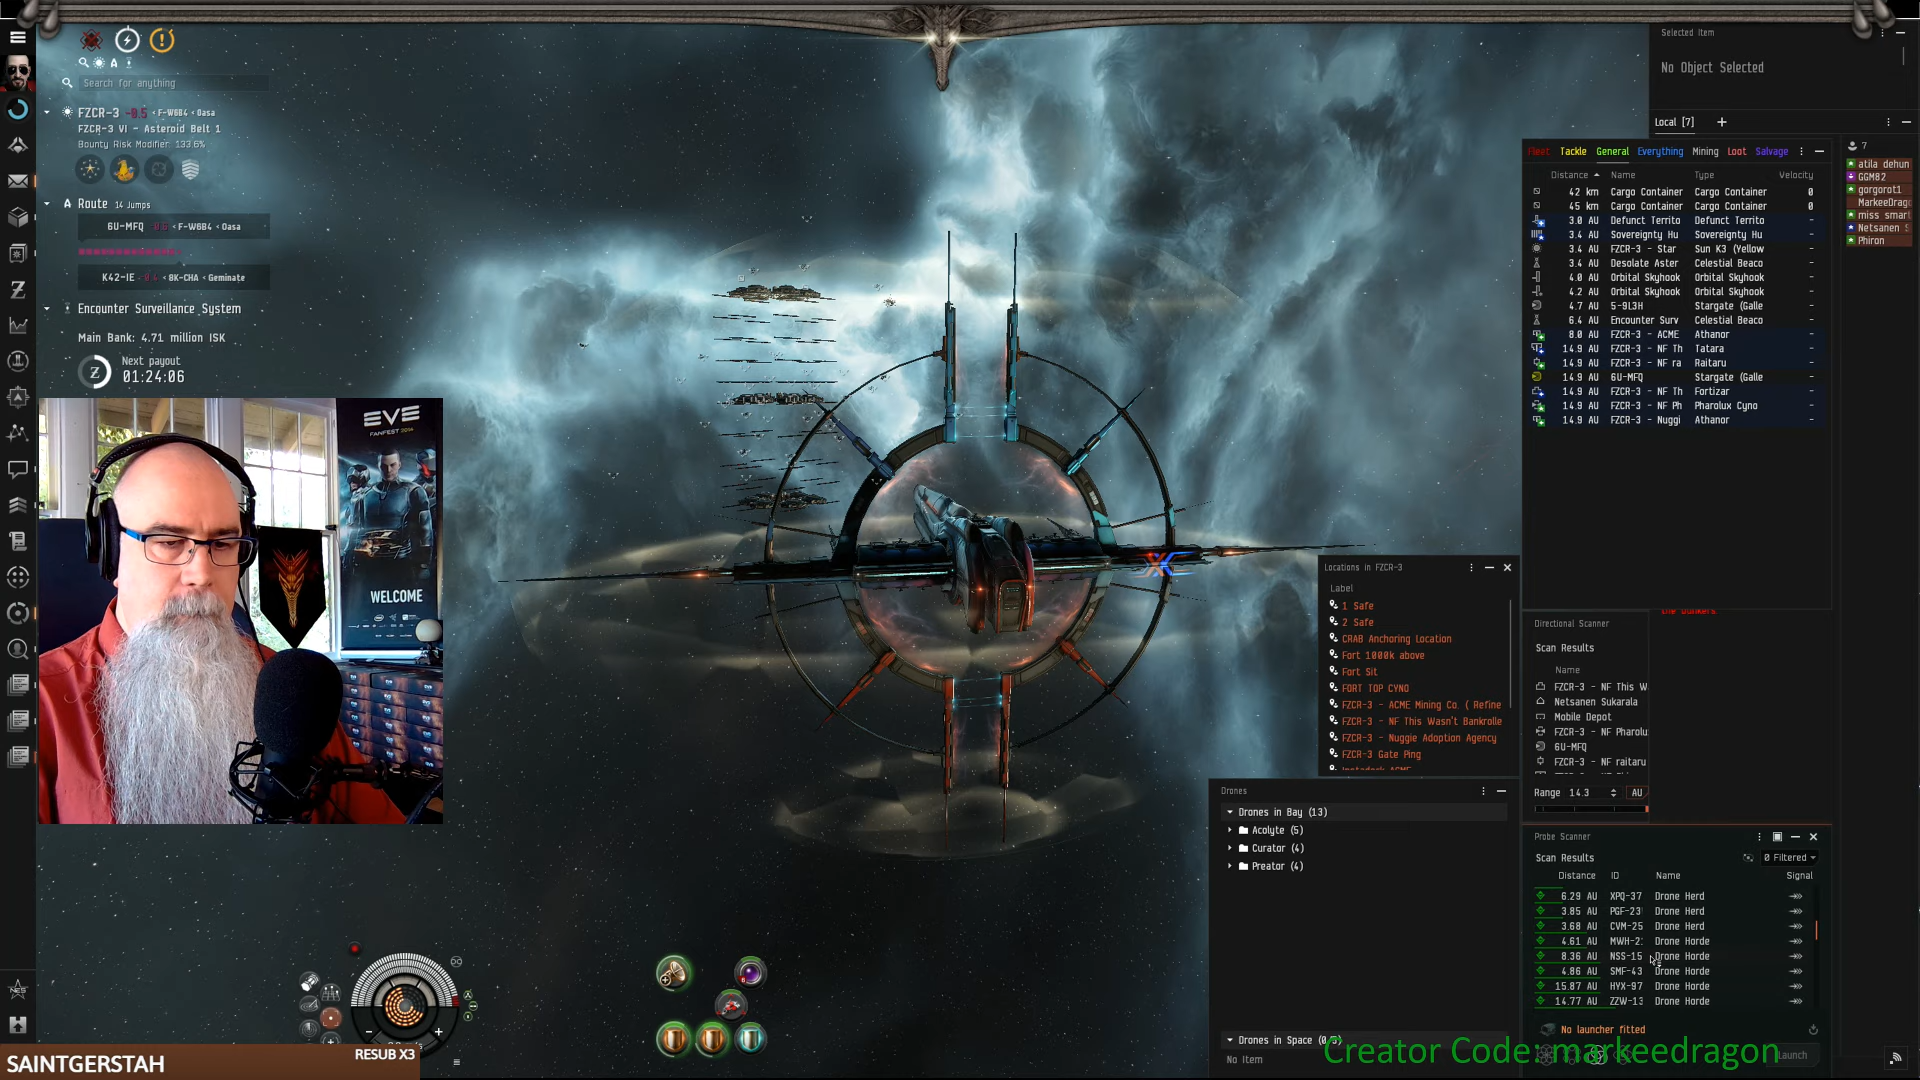 Search for anything
FZCR-3 -0.5 < F-W6B4 < Oasa
FZCR-3 VI - Asteroid Belt 1
Bounty Risk Modifier: 133.6%
Route 14 Jumps
6U-MFQ -0.5 < F-W6B4 < Oasa
K42-IE -0.4 < 8K-CHA < Geminate
Encounter Surveillance System
Main Bank: 4.71 million ISK
Next payout
01:24:06
EVE
FANFEST 2014
WELCOME
SAINTGERSTAH
RESUB X3
Selected Item
No Object Selected
Local [7]
7
atila dehun
GGM82
gorgorot1
MarkeeDrago
miss smar
Netsanen S
Phiron
Fleet Tackle General Everything Mining Loot Salvage
Distance Name Type Velocity
42 km Cargo Container Cargo Container 0
45 km Cargo Container Cargo Container 0
3.0 AU Defunct Territo Defunct Territo -
3.4 AU Sovereignty Hu Sovereignty Hu -
3.4 AU FZCR-3 - Star Sun K3 (Yellow -
3.4 AU Desolate Aster Celestial Beaco -
4.0 AU Orbital Skyhook Orbital Skyhook -
4.2 AU Orbital Skyhook Orbital Skyhook -
4.7 AU 5-9L3H Stargate (Galle -
6.4 AU Encounter Surv Celestial Beaco -
8.0 AU FZCR-3 - ACME Athanor -
14.9 AU FZCR-3 - NF Th Tatara -
14.9 AU FZCR-3 - NF ra Raitaru -
14.9 AU 6U-MFQ Stargate (Galle -
14.9 AU FZCR-3 - NF Th Fortizar -
14.9 AU FZCR-3 - NF Ph Pharolux Cyno -
14.9 AU FZCR-3 - Nuggi Athanor -
the bunkers.
Locations in FZCR-3
Label
1 Safe
2 Safe
CRAB Anchoring Location
Fort 1000k above
Fort Sit
FORT TOP CYNO
FZCR-3 - ACME Mining Co. ( Refine
FZCR-3 - NF This Wasn't Bankrolle
FZCR-3 - Nuggie Adoption Agency
FZCR-3 Gate Ping
Directional Scanner
Scan Results
Name
FZCR-3 - NF This W
Netsanen Sukarala
Mobile Depot
FZCR-3 - NF Pharolu
6U-MFQ
FZCR-3 - NF raitaru
Range 14.3 AU
Drones
Drones in Bay (13)
Acolyte (5)
Curator (4)
Praetor (4)
Drones in Space (0/5)
No Item
Probe Scanner
Scan Results 0 Filtered
Distance ID Name Signal
6.29 AU XPQ-37 Drone Herd
3.85 AU PGF-23 Drone Herd
3.68 AU CVM-25 Drone Herd
4.61 AU MWH-2 Drone Horde
8.36 AU NSS-15 Drone Horde
4.86 AU SMF-43 Drone Horde
15.87 AU HYX-97 Drone Horde
14.77 AU ZZW-13 Drone Horde
No launcher fitted
Launch
Creator Code: markeedragon